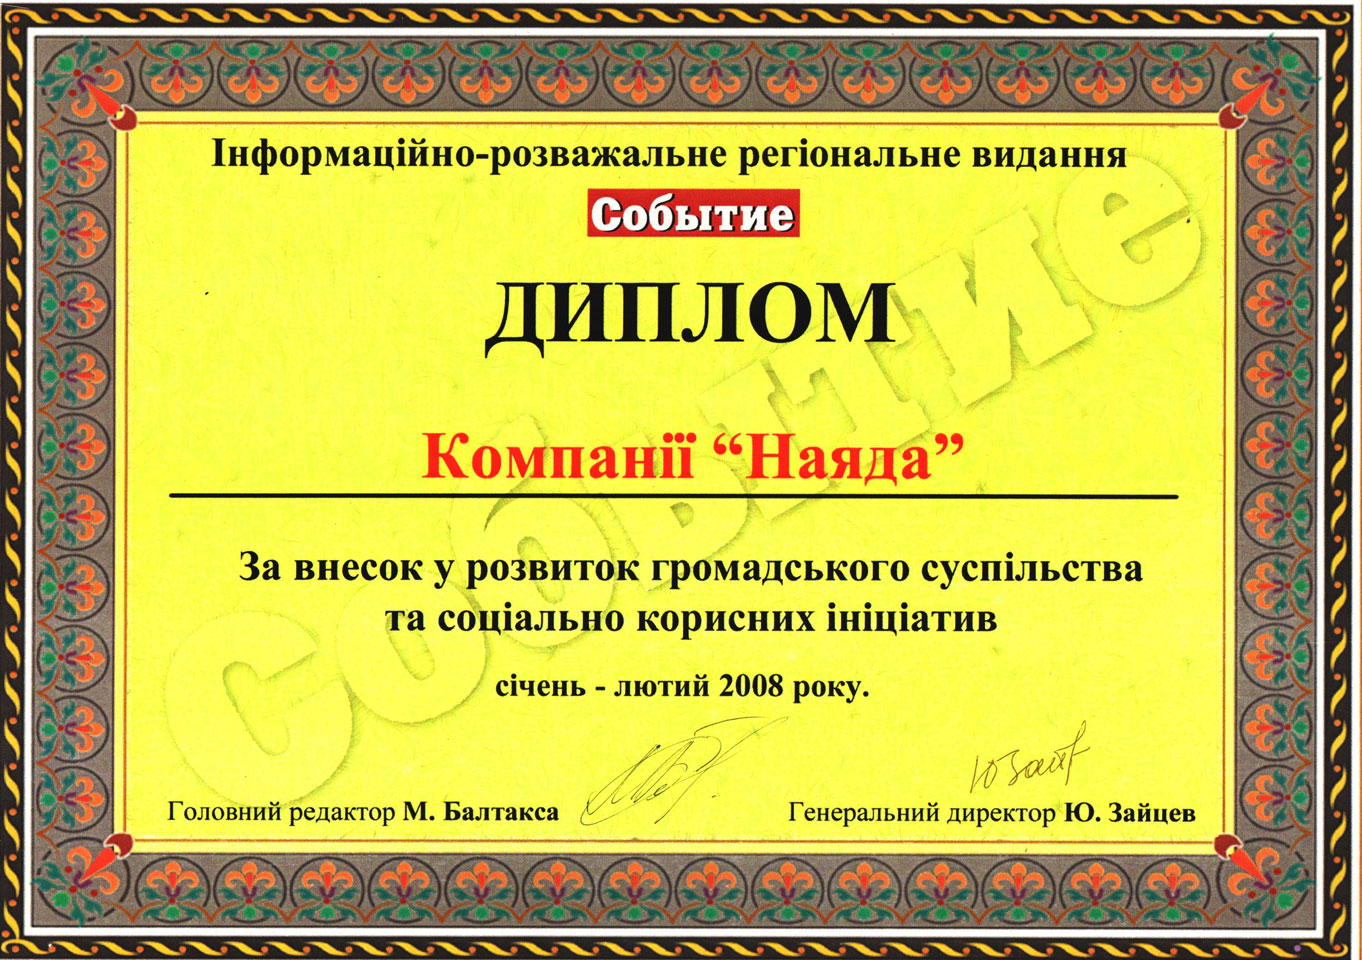 Інформаційно-розважальне регіональне видання
Событие
ДИПЛОМ
Компанії “Наяда”
За внесок у розвиток громадського суспільства
та соціально корисних ініціатив
січень - лютий 2008 року.
Головний редактор М. Балтакса
Генеральний директор Ю. Зайцев
Событие